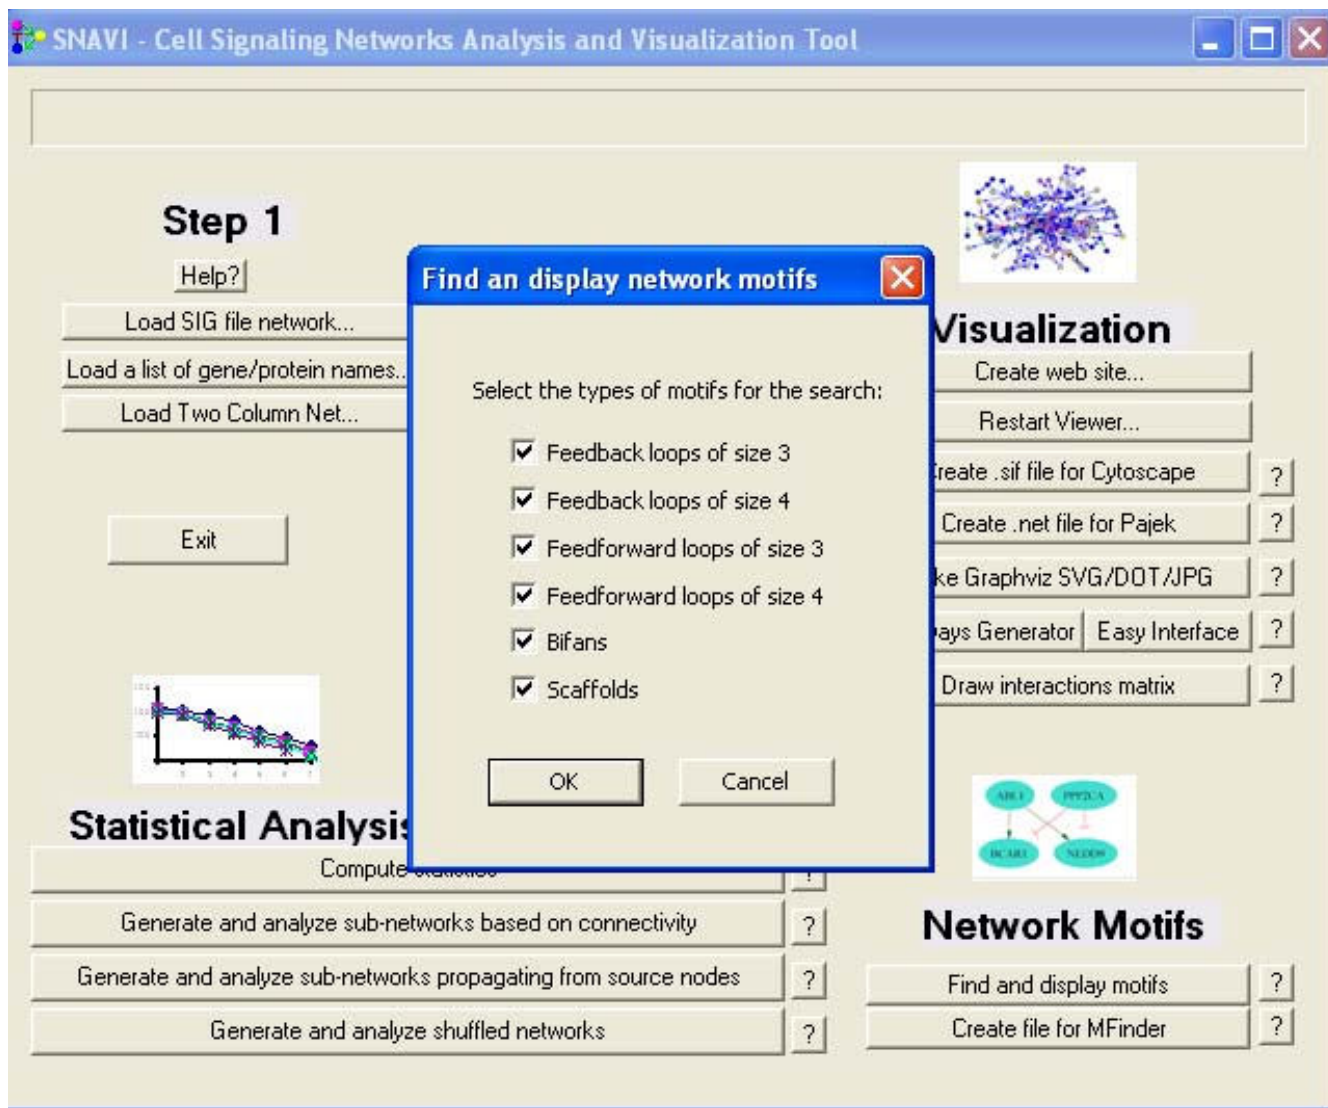 SNAVI - Cell Signaling Networks Analysis and Visualization Tool
Step 1
Help?
Load SIG file network...
Load a list of gene/protein names..
Load Two Column Net...
Exit
Find an display network motifs
Select the types of motifs for the search:
Feedback loops of size 3
Feedback loops of size 4
Feedforward loops of size 3
Feedforward loops of size 4
Bifans
Scaffolds
OK
Cancel
Visualization
Create web site...
Restart Viewer...
Create .sif file for Cytoscape
?
Create .net file for Pajek
?
ke Graphviz SVG/DOT/JPG
?
ays Generator
Easy Interface
?
Draw interactions matrix
?
Statistical Analysis
Compute statistics
?
Generate and analyze sub-networks based on connectivity
?
Generate and analyze sub-networks propagating from source nodes
?
Generate and analyze shuffled networks
?
PPP2CA
Network Motifs
Find and display motifs
?
Create file for MFinder
?